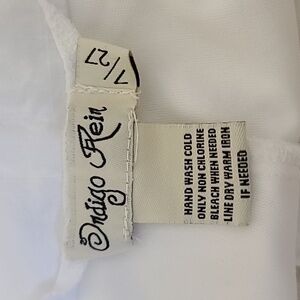 7/27
Indigo Rein
HAND WASH COLD
ONLY NON CHLORINE
BLEACH WHEN NEEDED
LINE DRY WARM IRON
IF NEEDED